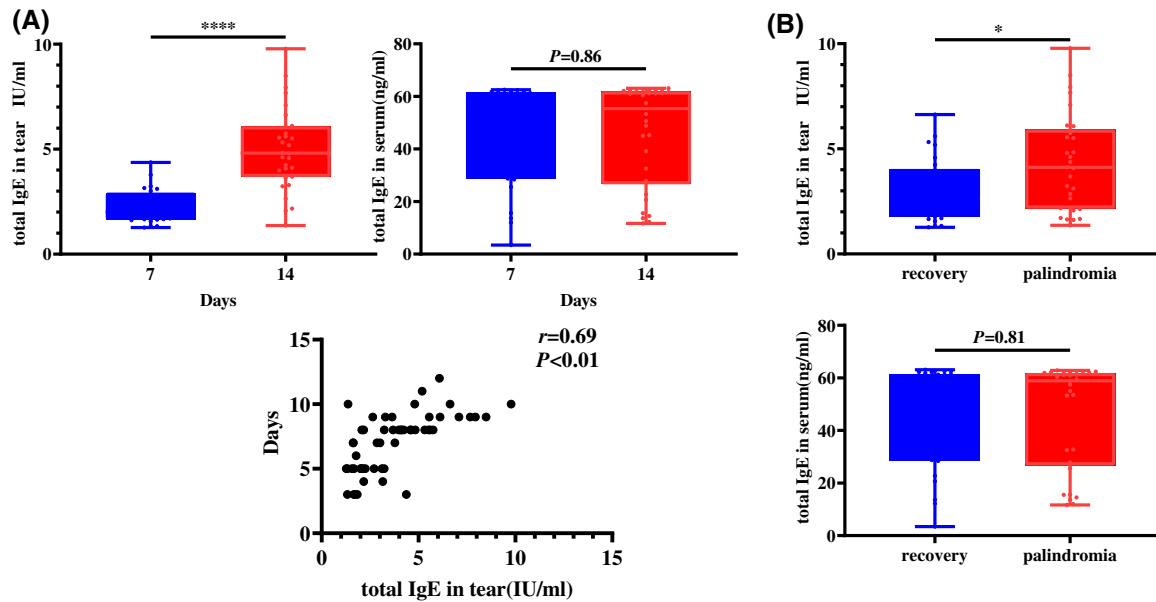 (A)
total IgE in tear IU/ml
10
5
0
****
7
14
Days
total IgE in serum(ng/ml)
80
60
40
20
0
P=0.86
7
14
Days
Days
15
10
5
0
r=0.69
P<0.01
0
5
10
15
total IgE in tear(IU/ml)
(B)
total IgE in tear IU/ml
10
5
0
*
recovery
palindromia
total IgE in serum(ng/ml)
80
60
40
20
0
P=0.81
recovery
palindromia